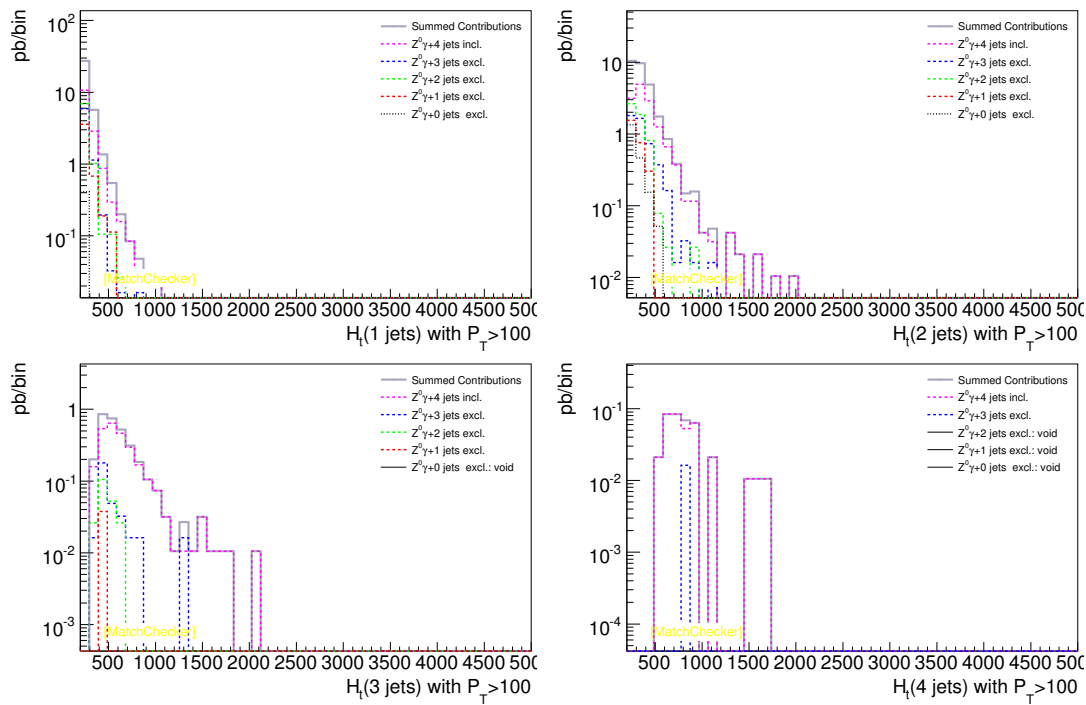 pb/bin
10²
10
1
10⁻¹
Summed Contributions
Z⁰γ+4 jets incl.
Z⁰γ+3 jets excl.
Z⁰γ+2 jets excl.
Z⁰γ+1 jets excl.
Z⁰γ+0 jets excl.
[MatchChecker]
500 1000 1500 2000 2500 3000 3500 4000 4500 500
H_t(1 jets) with P_T>100
pb/bin
10
1
10⁻¹
10⁻²
Summed Contributions
Z⁰γ+4 jets incl.
Z⁰γ+3 jets excl.
Z⁰γ+2 jets excl.
Z⁰γ+1 jets excl.
Z⁰γ+0 jets excl.
[MatchChecker]
500 1000 1500 2000 2500 3000 3500 4000 4500 500
H_t(2 jets) with P_T>100
pb/bin
1
10⁻¹
10⁻²
10⁻³
Summed Contributions
Z⁰γ+4 jets incl.
Z⁰γ+3 jets excl.
Z⁰γ+2 jets excl.
Z⁰γ+1 jets excl.
Z⁰γ+0 jets excl.: void
[MatchChecker]
500 1000 1500 2000 2500 3000 3500 4000 4500 500
H_t(3 jets) with P_T>100
pb/bin
10⁻¹
10⁻²
10⁻³
10⁻⁴
Summed Contributions
Z⁰γ+4 jets incl.
Z⁰γ+3 jets excl.
Z⁰γ+2 jets excl.: void
Z⁰γ+1 jets excl.: void
Z⁰γ+0 jets excl.: void
[MatchChecker]
500 1000 1500 2000 2500 3000 3500 4000 4500 500
H_t(4 jets) with P_T>100